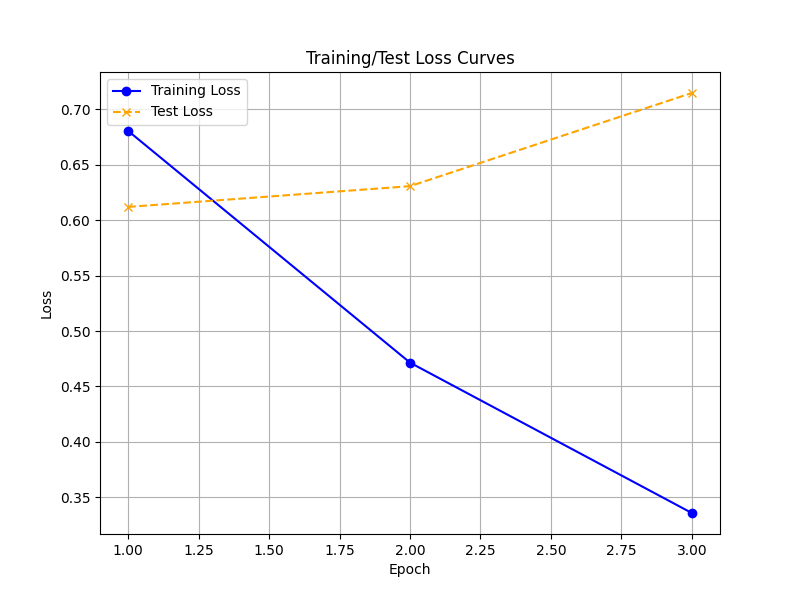 Training/Test Loss Curves
Training Loss
Test Loss
0.70
0.65
0.60
0.55
0.50
0.45
0.40
0.35
Loss
1.00 1.25 1.50 1.75 2.00 2.25 2.50 2.75 3.00
Epoch